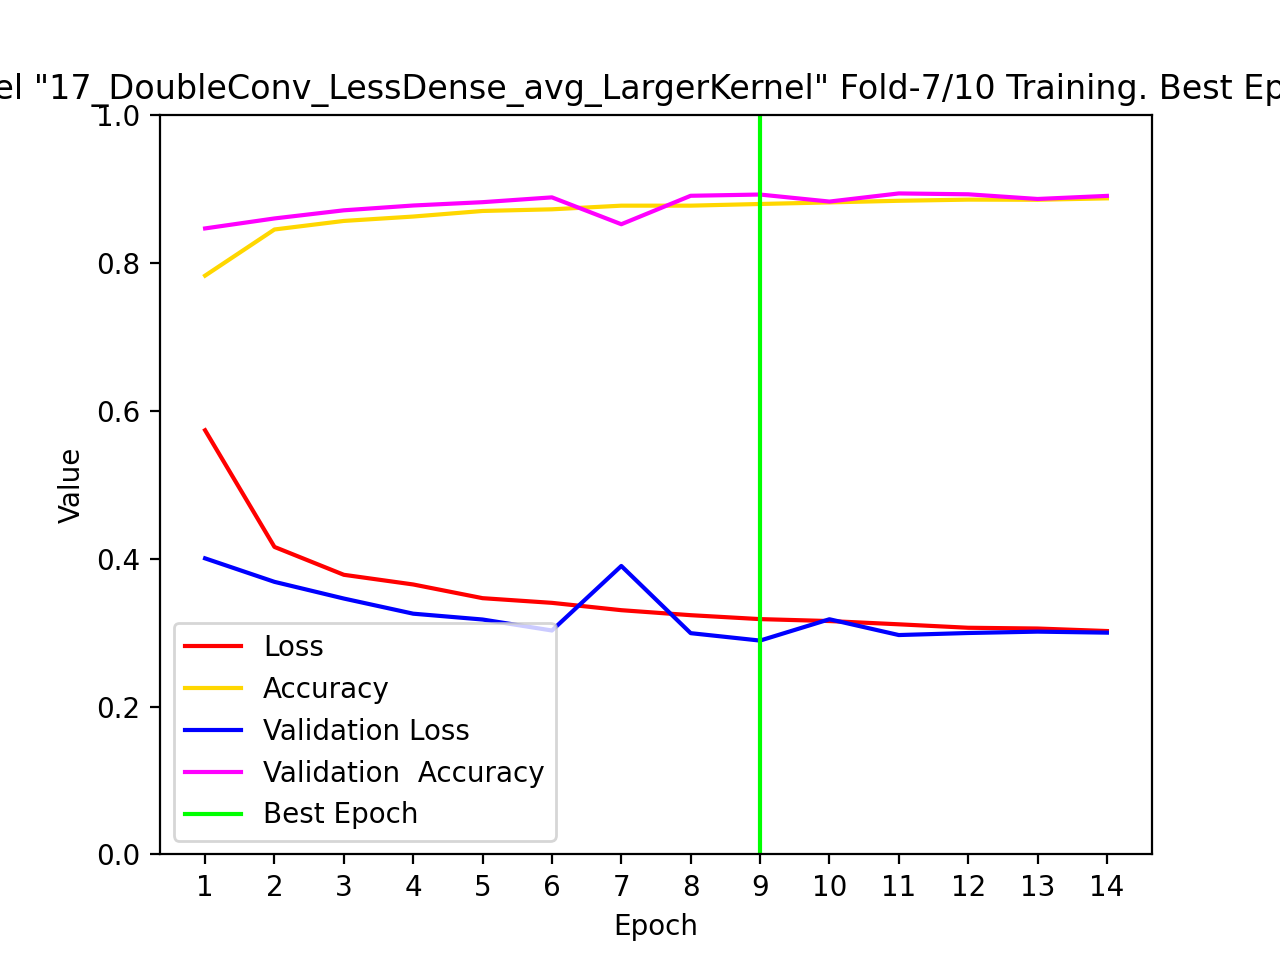 el "17_DoubleConv_LessDense_avg_LargerKernel" Fold-7/10 Training. Best Ep
1.0
0.8
0.6
0.4
0.2
0.0
Value
Loss
Accuracy
Validation Loss
Validation  Accuracy
Best Epoch
1 2 3 4 5 6 7 8 9 10 11 12 13 14
Epoch